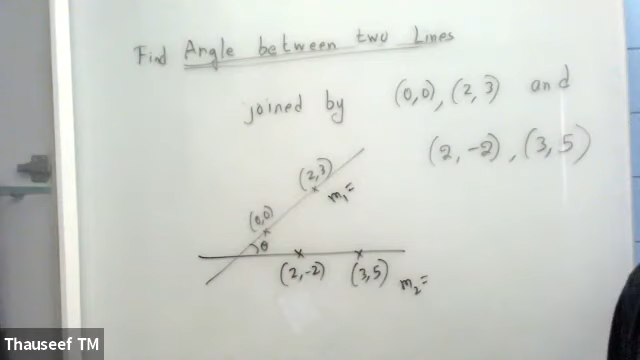 Find Angle between two Lines
joined by (0,0), (2, 3) and
(2, -2), (3, 5)
(2,3)
m₁=
(0,0)
θ
(2,-2) (3,5) m₂=
Thauseef TM